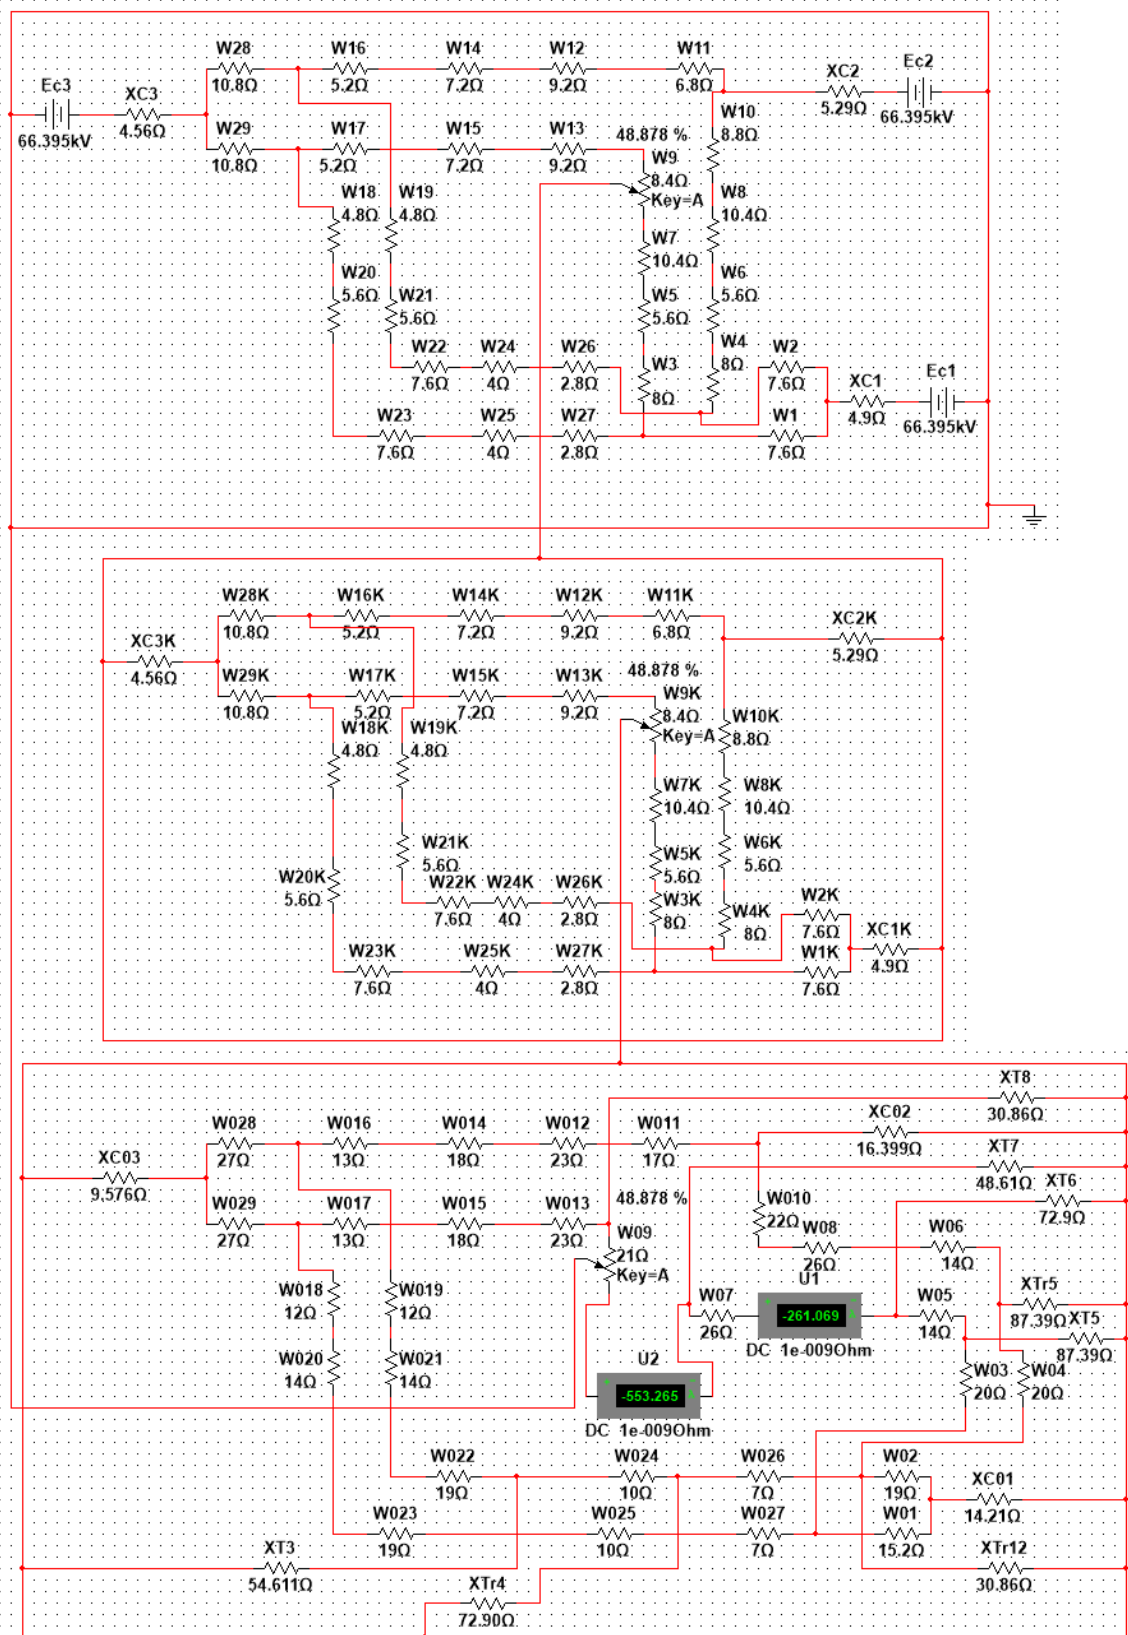 W28
W16
W14
W12
W11
10.8Ω
5.2Ω
7.2Ω
9.2Ω
6.8Ω
Ec3
66.395kV
XC3
4.56Ω
XC2
5.29Ω
Ec2
66.395kV
W10
8.8Ω
W29
W17
W15
W13
10.8Ω
5.2Ω
7.2Ω
9.2Ω
48.878 %
W9
8.4Ω
Key=A
W18
4.8Ω
W19
4.8Ω
W8
10.4Ω
W7
10.4Ω
W20
5.6Ω
W21
5.6Ω
W5
5.6Ω
W6
5.6Ω
W22
7.6Ω
W24
4Ω
W26
2.8Ω
W3
8Ω
W4
8Ω
W2
7.6Ω
XC1
4.9Ω
Ec1
66.395kV
W23
7.6Ω
W25
4Ω
W27
2.8Ω
W1
7.6Ω
W28K
10.8Ω
W16K
5.2Ω
W14K
7.2Ω
W12K
9.2Ω
W11K
6.8Ω
XC3K
4.56Ω
XC2K
5.29Ω
W29K
10.8Ω
W17K
5.2Ω
W15K
7.2Ω
W13K
9.2Ω
48.878 %
W9K
8.4Ω
Key=A
W10K
8.8Ω
W18K
4.8Ω
W19K
4.8Ω
W7K
10.4Ω
W8K
10.4Ω
W21K
5.6Ω
W20K
5.6Ω
W5K
5.6Ω
W6K
5.6Ω
W22K
7.6Ω
W24K
4Ω
W26K
2.8Ω
W3K
8Ω
W4K
8Ω
W2K
7.6Ω
XC1K
4.9Ω
W23K
7.6Ω
W25K
4Ω
W27K
2.8Ω
W1K
7.6Ω
XT8
30.86Ω
W028
27Ω
W016
13Ω
W014
18Ω
W012
23Ω
W011
17Ω
XC02
16.399Ω
XC03
9.576Ω
XT7
48.61Ω
XT6
72.9Ω
W029
27Ω
W017
13Ω
W015
18Ω
W013
23Ω
48.878 %
W09
21Ω
Key=A
W010
22Ω
W08
26Ω
W06
14Ω
W018
12Ω
W019
12Ω
W07
26Ω
U1
-261.069
A
DC 1e-009Ohm
W05
14Ω
XTr5
87.39Ω
XT5
87.39Ω
W020
14Ω
W021
14Ω
U2
-553.265
A
DC 1e-009Ohm
W03
20Ω
W04
20Ω
W022
19Ω
W024
10Ω
W026
7Ω
W02
19Ω
XC01
14.21Ω
W023
19Ω
W025
10Ω
W027
7Ω
W01
15.2Ω
XT3
54.611Ω
XTr12
30.86Ω
XTr4
72.90Ω